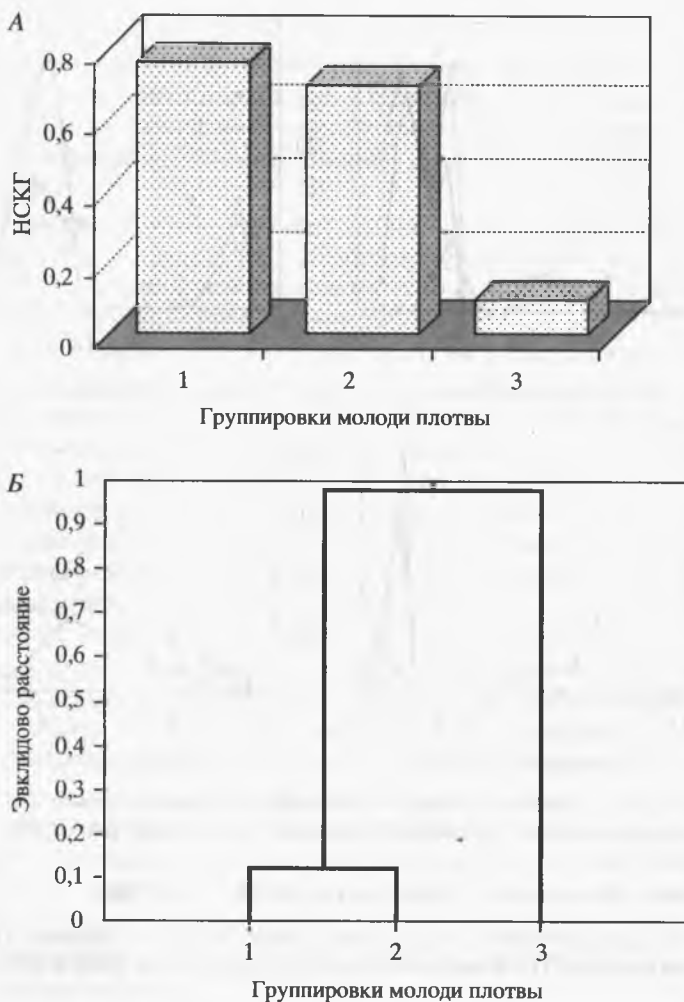 А
НСКГ
0,8
0,6
0,4
0,2
0
1 2 3
Группировки молоди плотвы
Б
Эвклидово расстояние
1
0,9
0,8
0,7
0,6
0,5
0,4
0,3
0,2
0,1
0
1 2 3
Группировки молоди плотвы